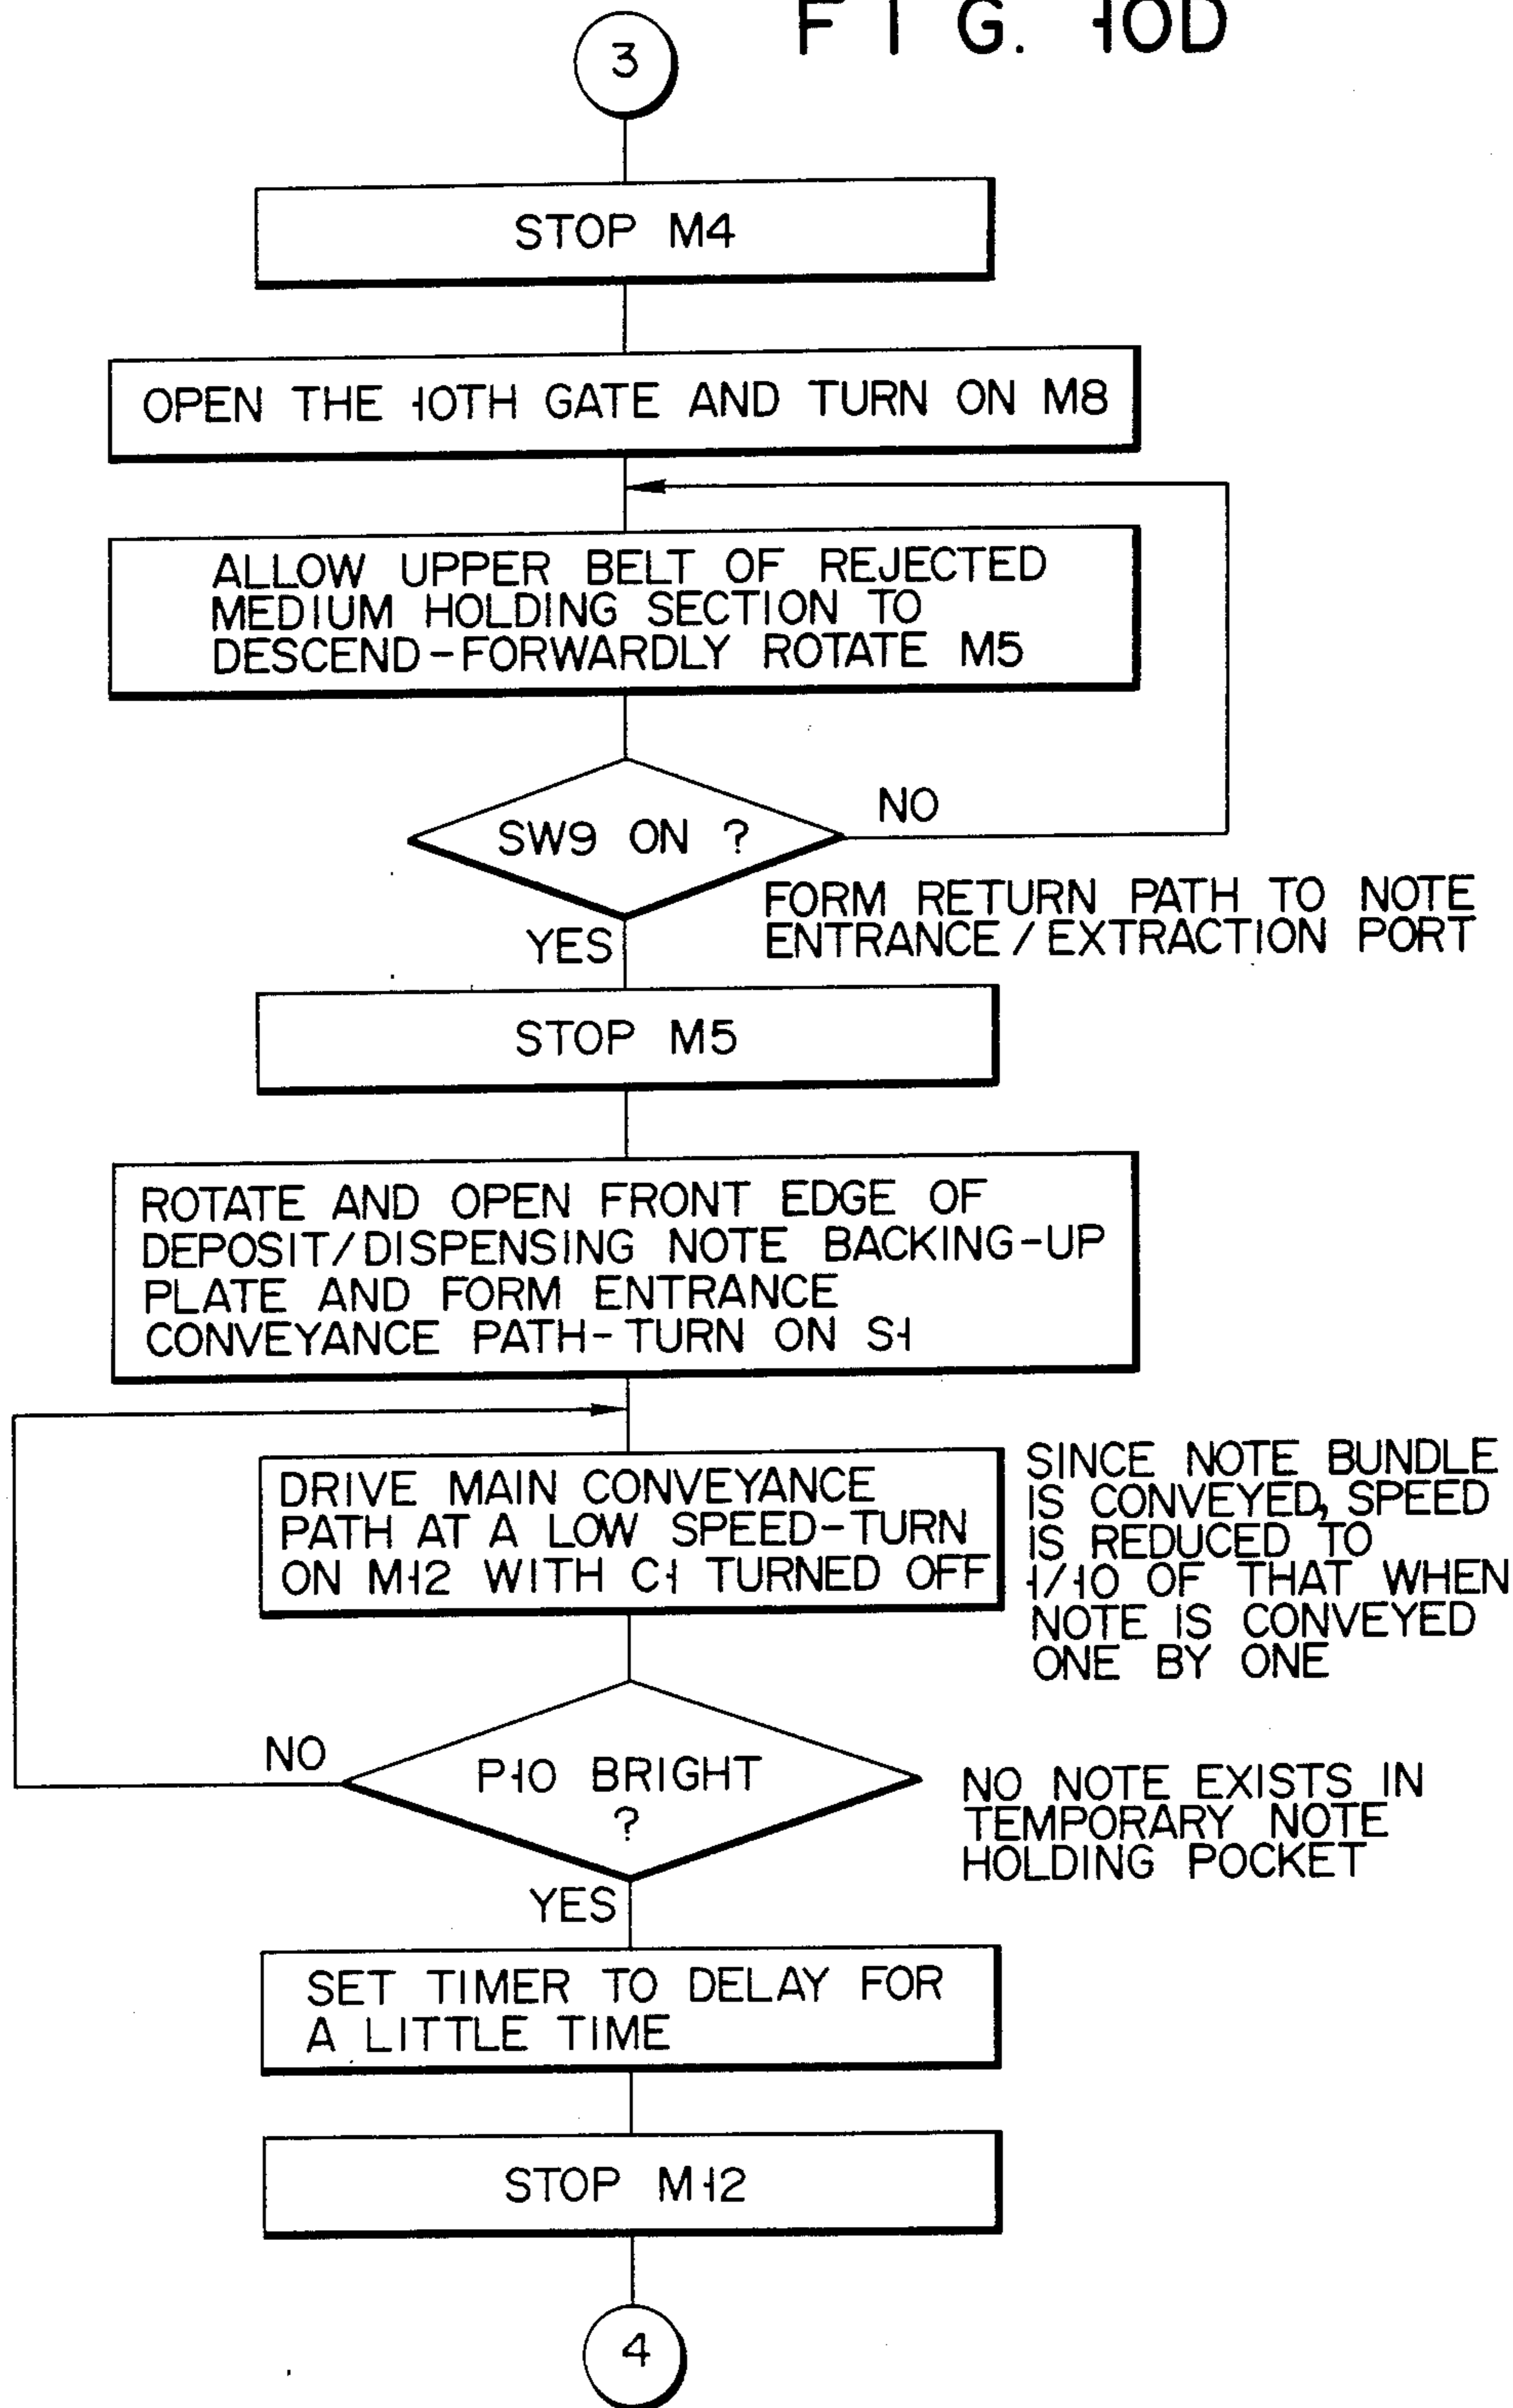 FIG. 10D
3
STOP M4
OPEN THE 10TH GATE AND TURN ON M8
ALLOW UPPER BELT OF REJECTED
MEDIUM HOLDING SECTION TO
DESCEND-FORWARDLY ROTATE M5
SW9 ON ?
NO
YES
FORM RETURN PATH TO NOTE
ENTRANCE/EXTRACTION PORT
STOP M5
ROTATE AND OPEN FRONT EDGE OF
DEPOSIT/DISPENSING NOTE BACKING-UP
PLATE AND FORM ENTRANCE
CONVEYANCE PATH-TURN ON S1
DRIVE MAIN CONVEYANCE
PATH AT A LOW SPEED-TURN
ON M12 WITH C1 TURNED OFF
SINCE NOTE BUNDLE
IS CONVEYED, SPEED
IS REDUCED TO
1/10 OF THAT WHEN
NOTE IS CONVEYED
ONE BY ONE
NO
P10 BRIGHT
?
YES
NO NOTE EXISTS IN
TEMPORARY NOTE
HOLDING POCKET
SET TIMER TO DELAY FOR
A LITTLE TIME
STOP M12
4